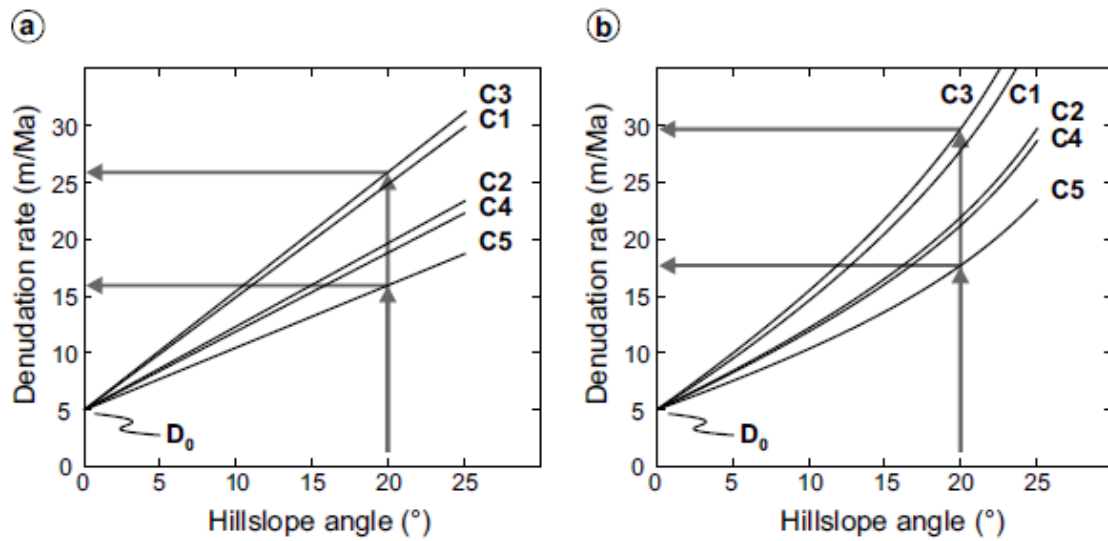 a
Denudation rate (m/Ma)
30
25
20
15
10
5
0
C3
C1
C2
C4
C5
D0
0 5 10 15 20 25
Hillslope angle (°)
b
Denudation rate (m/Ma)
30
25
20
15
10
5
0
C3 C1
C2
C4
C5
D0
0 5 10 15 20 25
Hillslope angle (°)